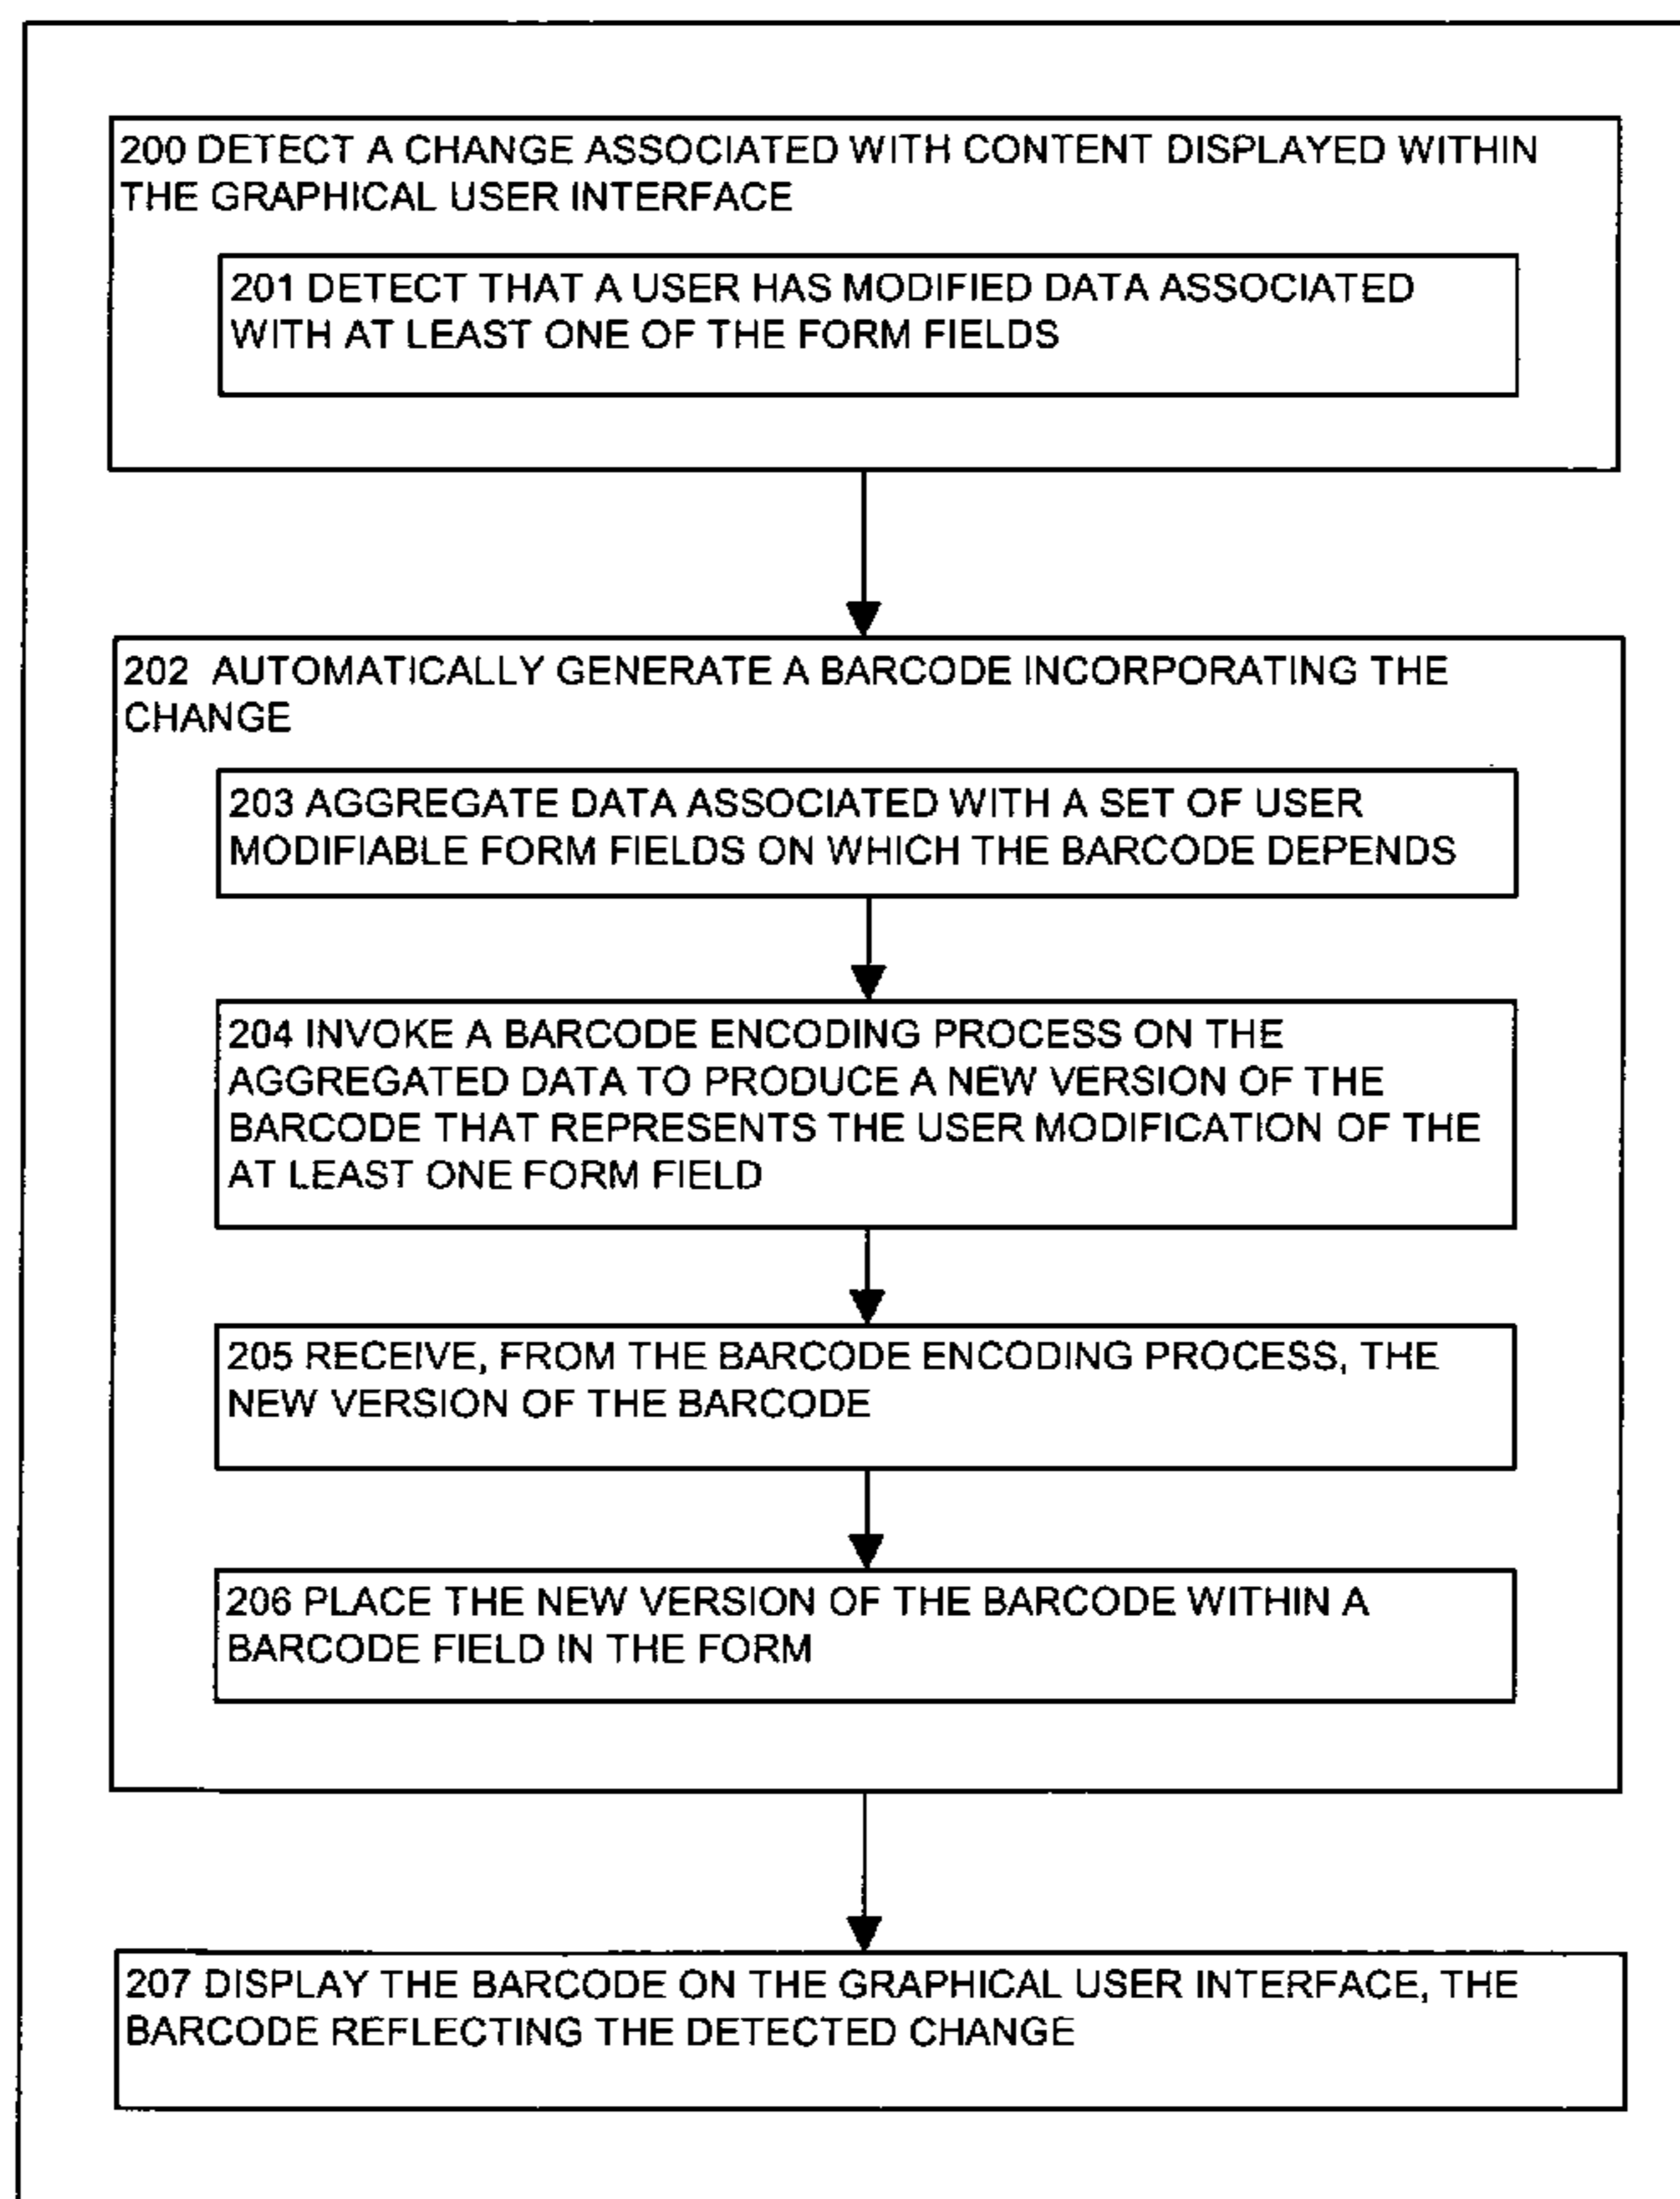 200 DETECT A CHANGE ASSOCIATED WITH CONTENT DISPLAYED WITHIN
THE GRAPHICAL USER INTERFACE
201 DETECT THAT A USER HAS MODIFIED DATA ASSOCIATED
WITH AT LEAST ONE OF THE FORM FIELDS
202 AUTOMATICALLY GENERATE A BARCODE INCORPORATING THE
CHANGE
203 AGGREGATE DATA ASSOCIATED WITH A SET OF USER
MODIFIABLE FORM FIELDS ON WHICH THE BARCODE DEPENDS
204 INVOKE A BARCODE ENCODING PROCESS ON THE
AGGREGATED DATA TO PRODUCE A NEW VERSION OF THE
BARCODE THAT REPRESENTS THE USER MODIFICATION OF THE
AT LEAST ONE FORM FIELD
205 RECEIVE, FROM THE BARCODE ENCODING PROCESS, THE
NEW VERSION OF THE BARCODE
206 PLACE THE NEW VERSION OF THE BARCODE WITHIN A
BARCODE FIELD IN THE FORM
207 DISPLAY THE BARCODE ON THE GRAPHICAL USER INTERFACE, THE
BARCODE REFLECTING THE DETECTED CHANGE